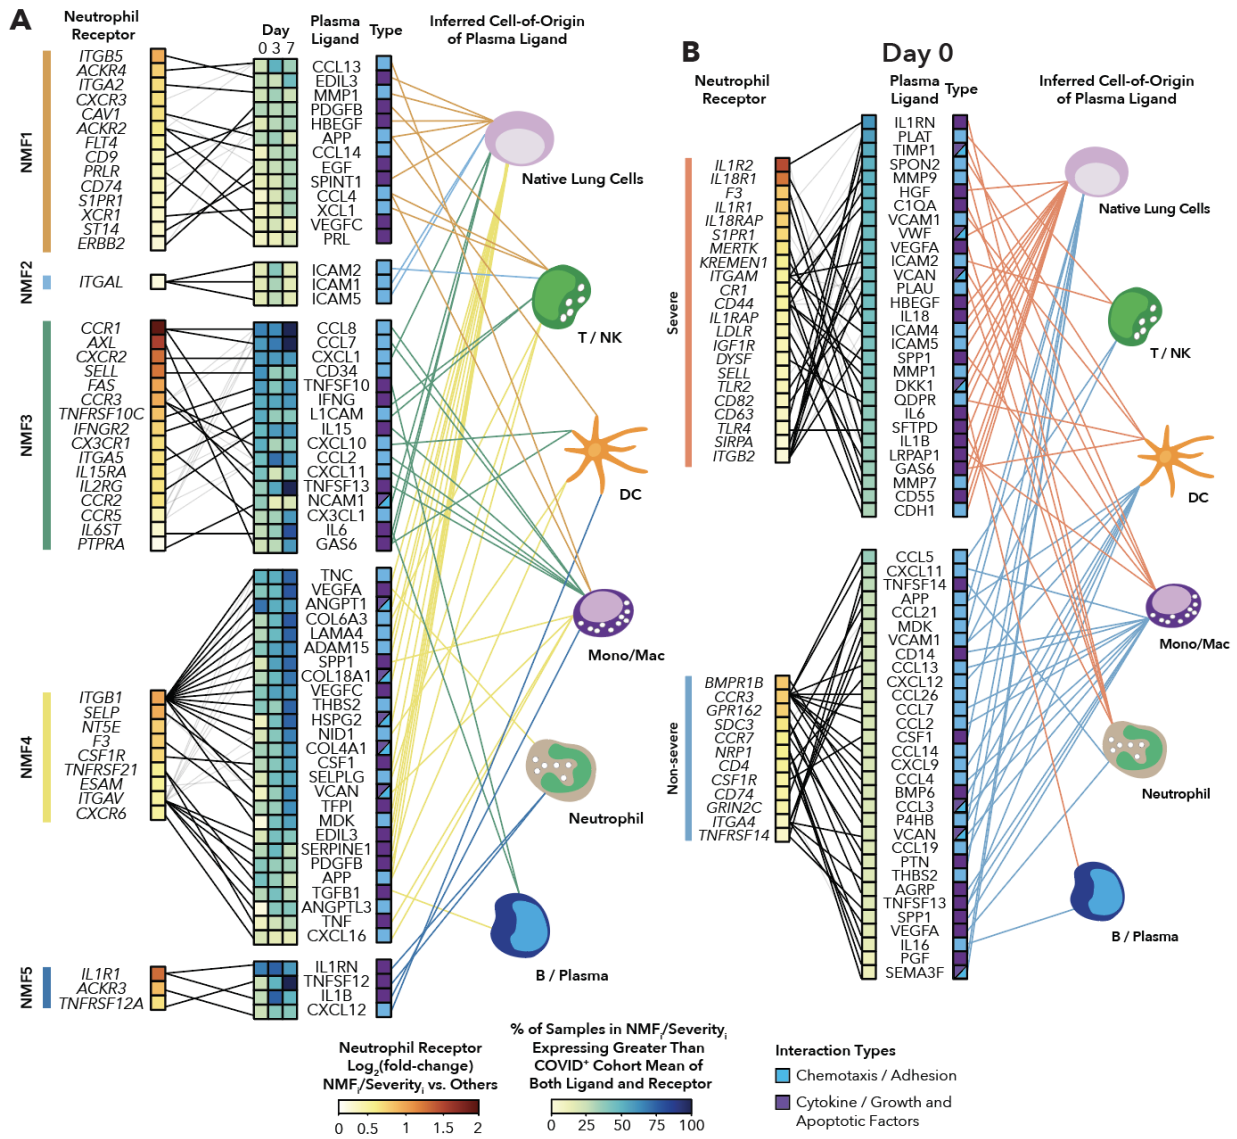 A
Neutrophil
Receptor
Day
0 3 7
Plasma
Ligand
Type
Inferred Cell-of-Origin
of Plasma Ligand
NMF1
ITGB5
ACKR4
ITGA2
CXCR3
CAV1
ACKR2
FLT4
CD9
PRLR
CD74
S1PR1
XCR1
ST14
ERBB2
CCL13
EDIL3
MMP1
PDGFB
HBEGF
APP
CCL14
EGF
SPINT1
CCL4
XCL1
VEGFC
PRL
NMF2
ITGAL
ICAM2
ICAM1
ICAM5
NMF3
CCR1
AXL
CXCR2
SELL
FAS
CCR3
TNFRSF10C
IFNGR2
CX3CR1
ITGA5
IL15RA
IL2RG
CCR2
CCR5
IL6ST
PTPRA
CCL8
CCL7
CXCL1
CD34
TNFSF10
IFNG
L1CAM
IL15
CXCL10
CCL2
CXCL11
TNFSF13
NCAM1
CX3CL1
IL6
GAS6
NMF4
ITGB1
SELP
NT5E
F3
CSF1R
TNFRSF21
ESAM
ITGAV
CXCR6
TNC
VEGFA
ANGPT1
COL6A3
LAMA4
ADAM15
SPP1
COL18A1
VEGFC
THBS2
HSPG2
NID1
COL4A1
CSF1
SELPLG
VCAN
TFPI
MDK
EDIL3
SERPINE1
PDGFB
APP
TGFB1
ANGPTL3
TNF
CXCL16
NMF5
IL1R1
ACKR3
TNFRSF12A
IL1RN
TNFSF12
IL1B
CXCL12
Native Lung Cells
T / NK
DC
Mono/Mac
Neutrophil
B / Plasma
B
Day 0
Neutrophil
Receptor
Plasma
Ligand
Type
Inferred Cell-of-Origin
of Plasma Ligand
Severe
IL1R2
IL18R1
F3
IL1R1
IL18RAP
S1PR1
MERTK
KREMEN1
ITGAM
CR1
CD44
IL1RAP
LDLR
IGF1R
DYSF
SELL
TLR2
CD82
CD63
TLR4
SIRPA
ITGB2
IL1RN
PLAT
TIMP1
SPON2
MMP9
HGF
C1QA
VCAM1
VWF
VEGFA
ICAM2
VCAN
PLAU
HBEGF
IL18
ICAM4
ICAM5
SPP1
MMP1
DKK1
QDPR
IL6
SFTPD
IL1B
LRPAP1
GAS6
MMP7
CD55
CDH1
Non-severe
BMPR1B
CCR3
GPR162
SDC3
CCR7
NRP1
CD4
CSF1R
CD74
GRIN2C
ITGA4
TNFRSF14
CCL5
CXCL11
TNFSF14
APP
CCL21
MDK
VCAM1
CD14
CCL13
CXCL12
CCL26
CCL7
CCL2
CSF1
CCL14
CXCL9
CCL4
BMP6
CCL3
P4HB
VCAN
CCL19
PTN
THBS2
AGRP
TNFSF13
SPP1
VEGFA
IL16
PGF
SEMA3F
Native Lung Cells
T / NK
DC
Mono/Mac
Neutrophil
B / Plasma
Neutrophil Receptor
Log2(fold-change)
NMFi/Severityi vs. Others
0 0.5 1 1.5 2
% of Samples in NMFi/Severityi
Expressing Greater Than
COVID+ Cohort Mean of
Both Ligand and Receptor
0 25 50 75 100
Interaction Types
Chemotaxis / Adhesion
Cytokine / Growth and
Apoptotic Factors